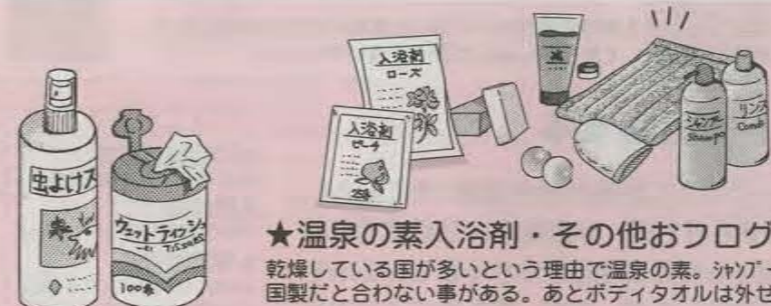 入浴剤
ローズ
入浴剤
ピーチ
シャンプー
Shampo
リンス
Condi
虫よけス
ウェットティッシュ
100本
★温泉の素入浴剤・その他おフログ
乾燥している国が多いという理由で温泉の素。シャンプー
国製だと合わない事がある。あとボディタオルは外せ